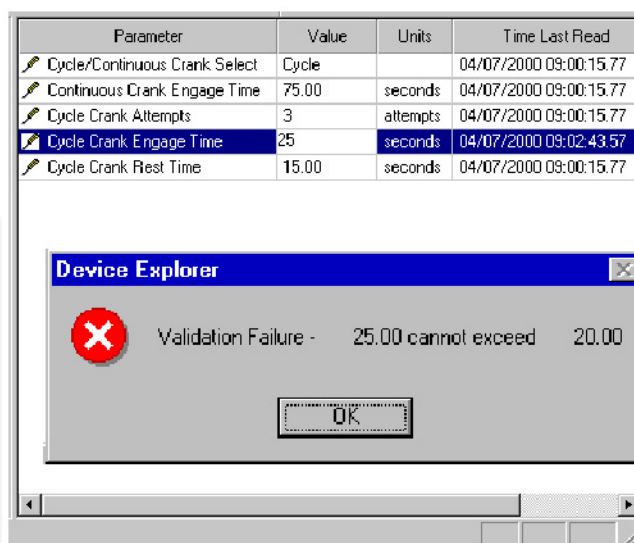 Parameter Value Units Time Last Read
Cycle/Continuous Crank Select Cycle 04/07/2000 09:00:15.77
Continuous Crank Engage Time 75.00 seconds 04/07/2000 09:00:15.77
Cycle Crank Attempts 3 attempts 04/07/2000 09:00:15.77
Cycle Crank Engage Time 25 seconds 04/07/2000 09:02:43.57
Cycle Crank Rest Time 15.00 seconds 04/07/2000 09:00:15.77
Device Explorer
Validation Failure - 25.00 cannot exceed 20.00
OK